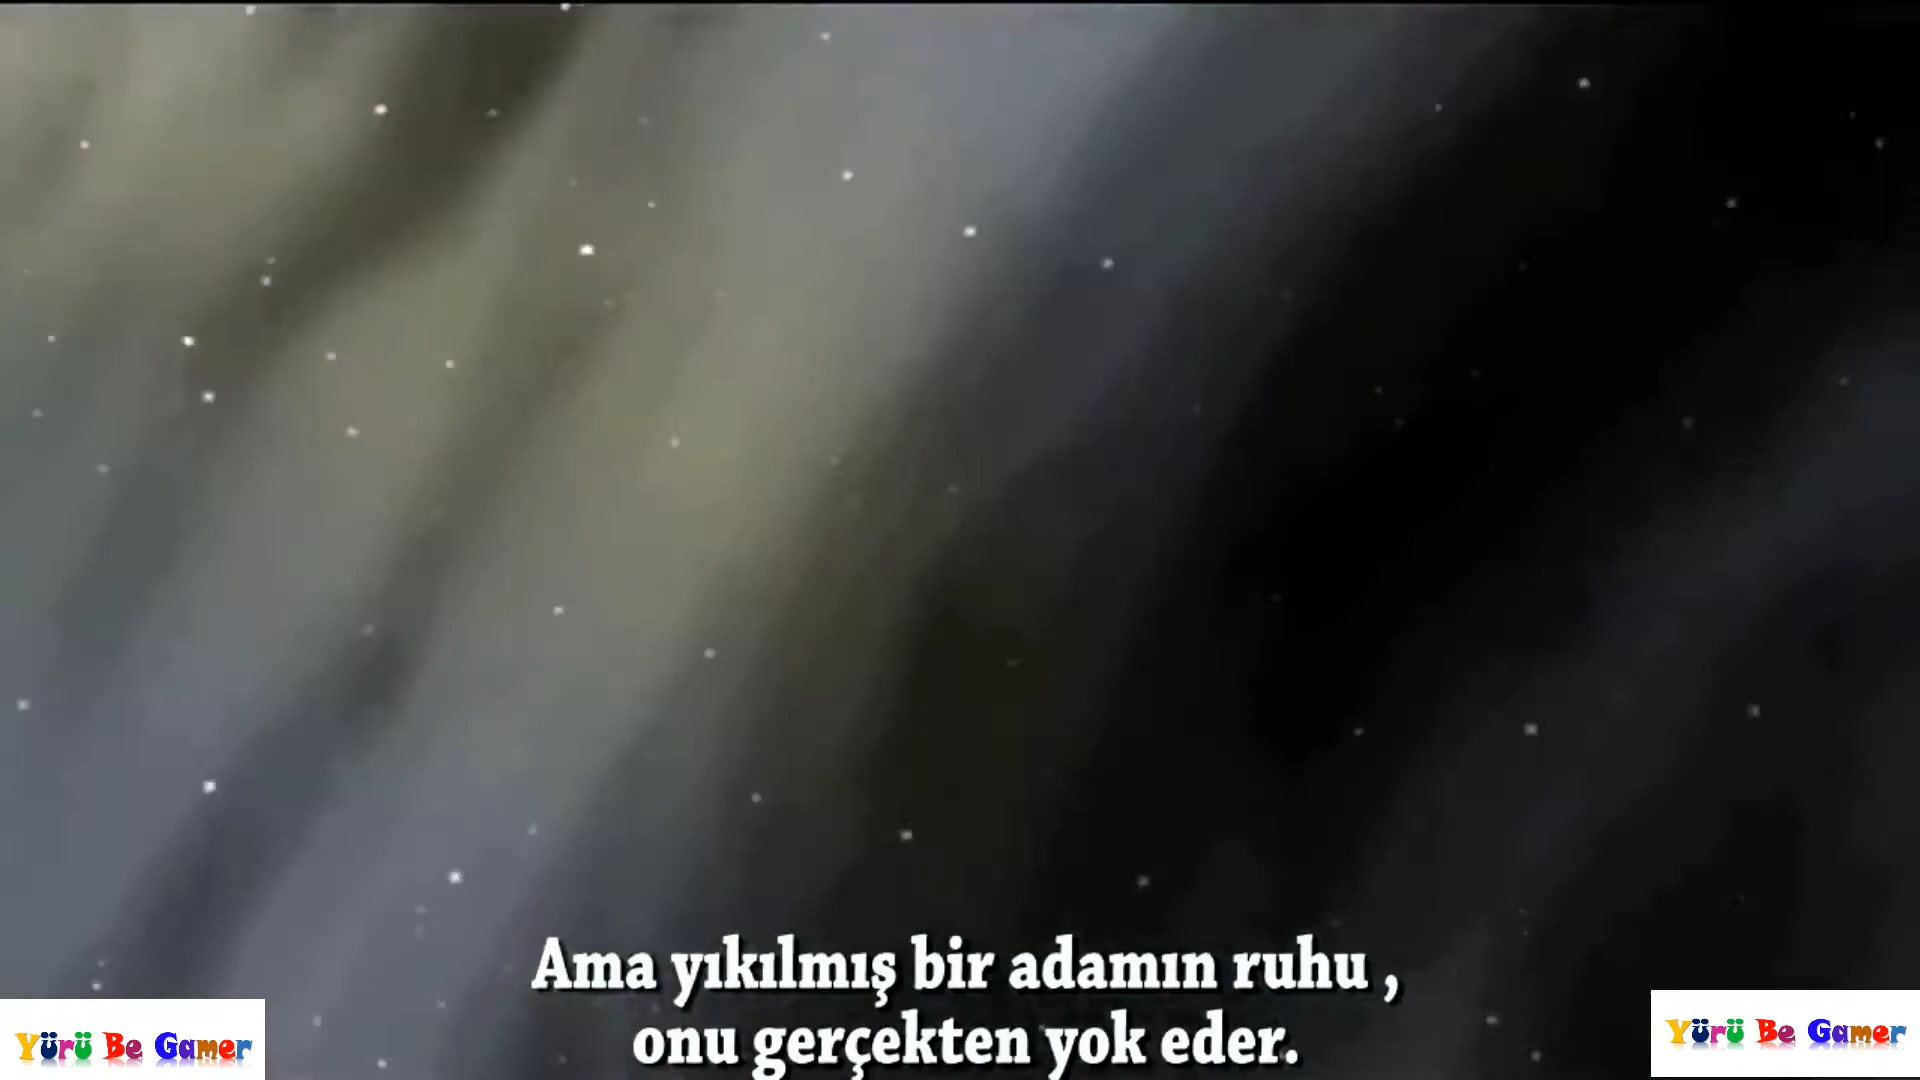 Ama yıkılmış bir adamın ruhu ,
onu gerçekten yok eder.
Yürü Be Gamer
Yürü Be Gamer